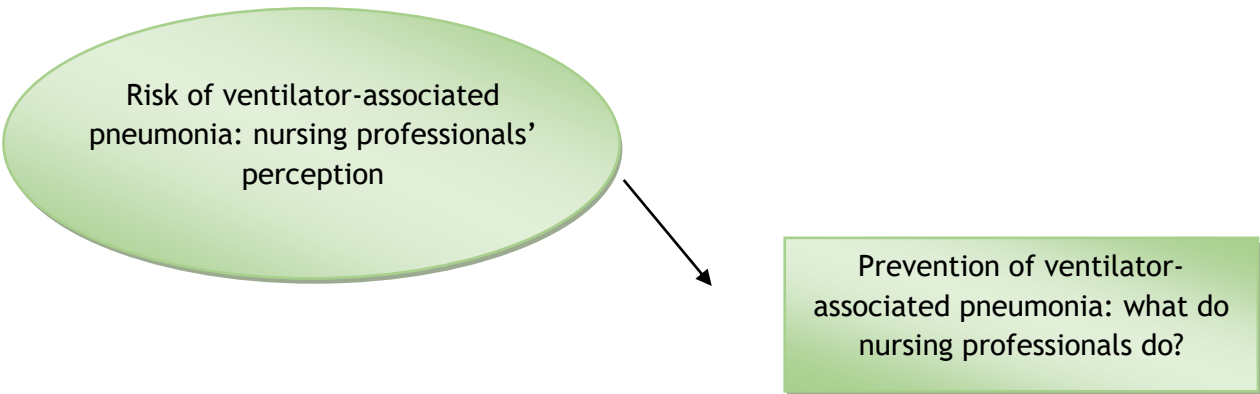 Risk of ventilator-associated
pneumonia: nursing professionals’
perception
Prevention of ventilator-
associated pneumonia: what do
nursing professionals do?